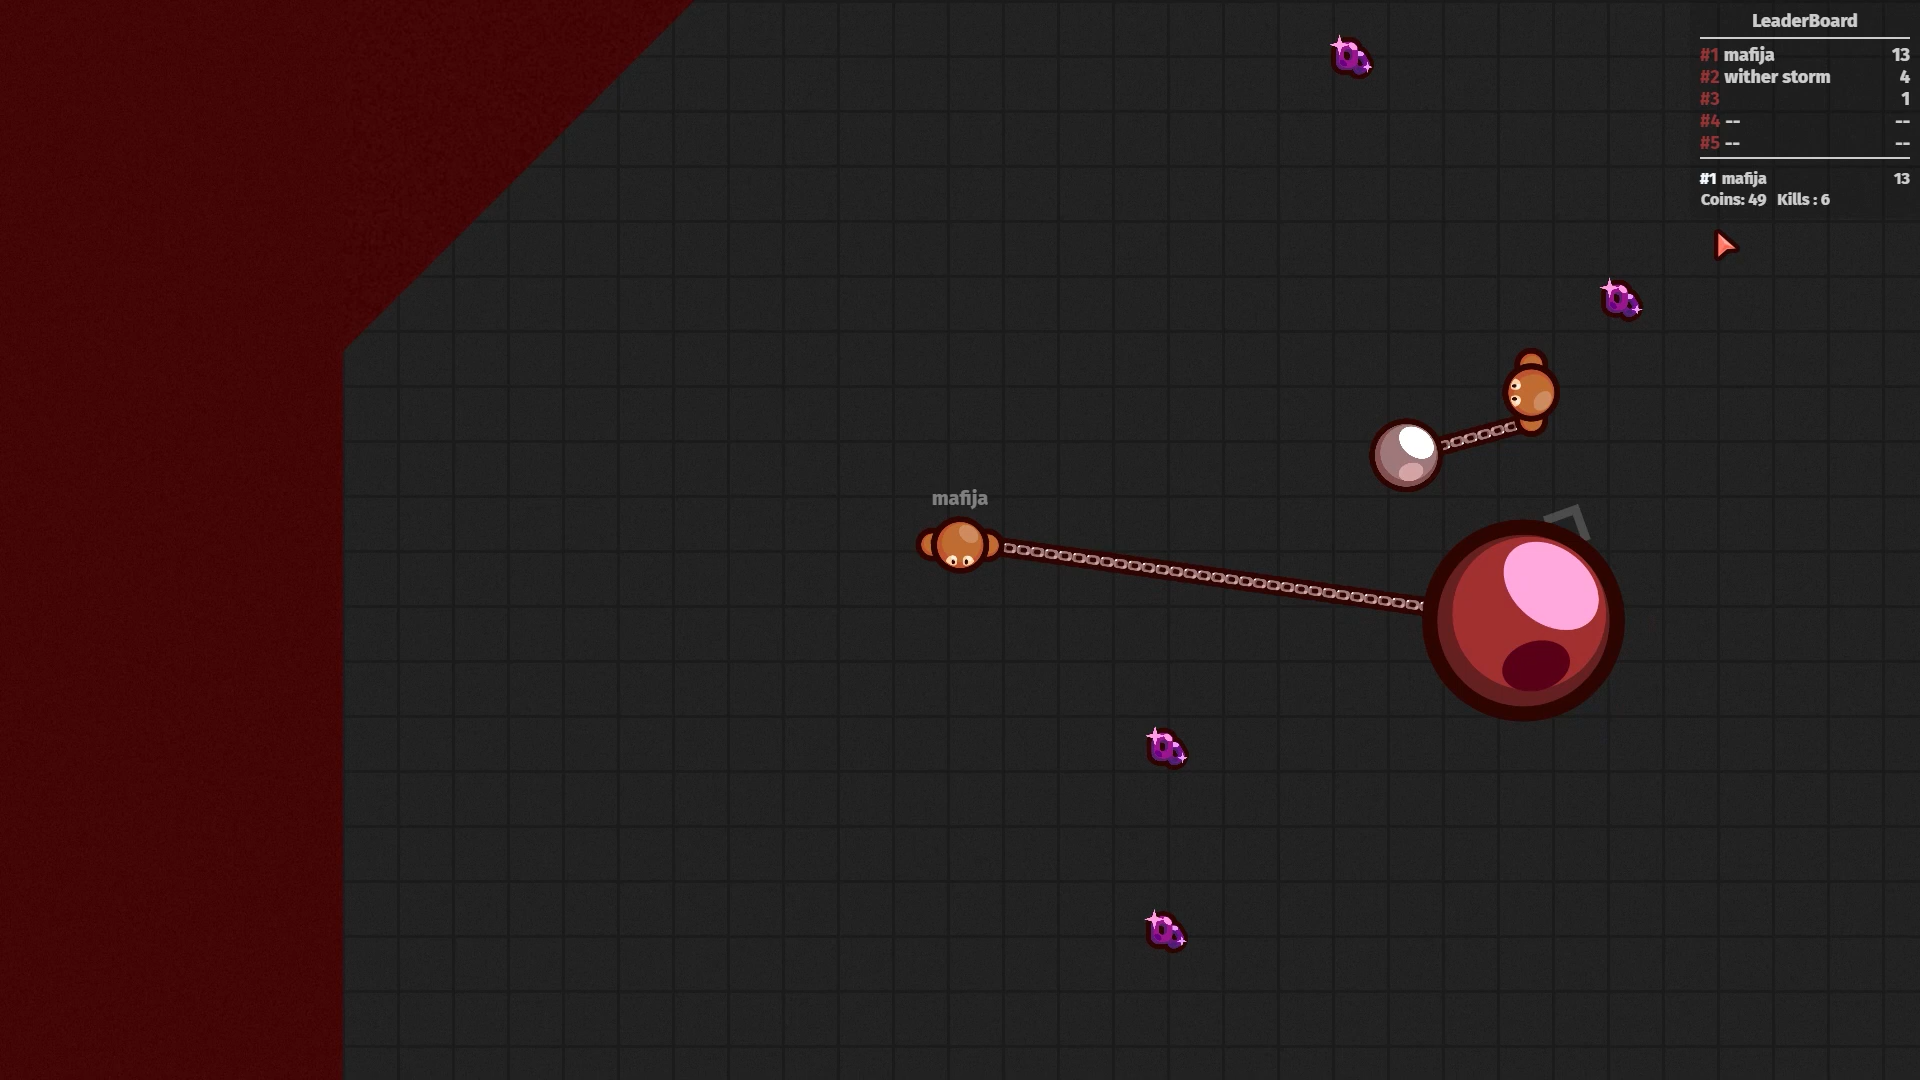 LeaderBoard
#1 mafija 13
#2 wither storm 4
#3 1
#4 -- --
#5 -- --
#1 mafija 13
Coins: 49 Kills : 6
mafija